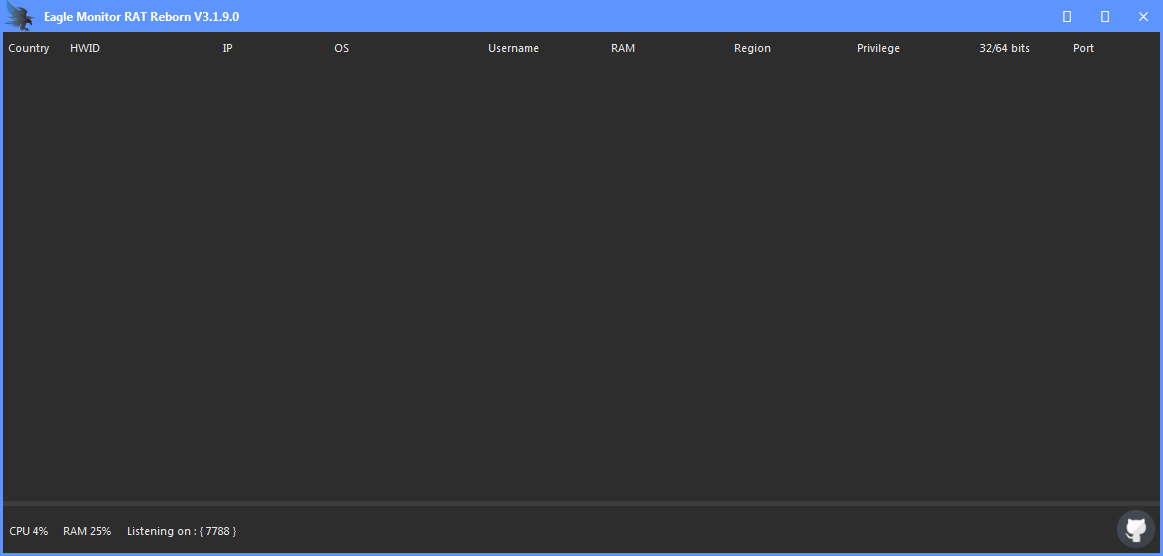 Eagle Monitor RAT Reborn V3.1.9.0
Country HWID IP OS Username RAM Region Privilege 32/64 bits Port
CPU 4% RAM 25% Listening on : { 7788 }